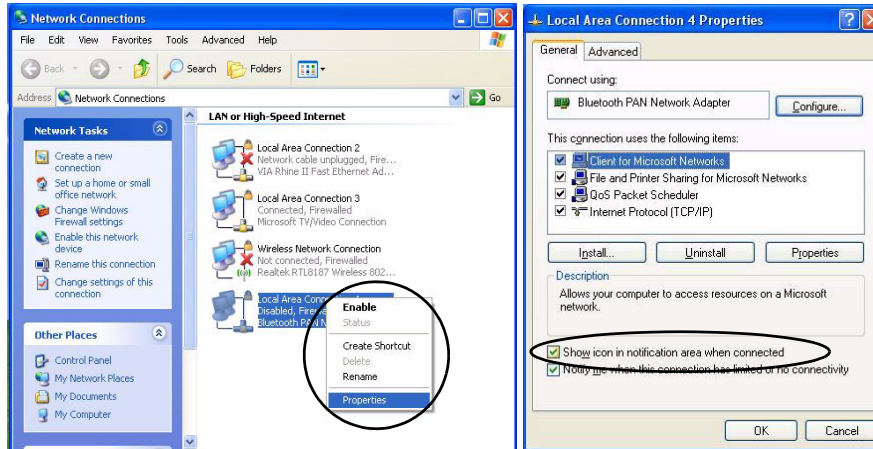 Network Connections
File Edit View Favorites Tools Advanced Help
Back Search Folders
Address Network Connections Go
Network Tasks
Create a new
connection
Set up a home or small
office network
Change Windows
Firewall settings
Enable this network
device
Rename this connection
Change settings of this
connection
Other Places
Control Panel
My Network Places
My Documents
My Computer
LAN or High-Speed Internet
Local Area Connection 2
Network cable unplugged, Fire...
VIA Rhine II Fast Ethernet Ad...
Local Area Connection 3
Connected, Firewalled
Microsoft TV/Video Connection
Wireless Network Connection
Not connected, Firewalled
Realtek RTL8187 Wireless 802...
Local Area
Disabled,
Bluetooth PAN
Enable
Status
Create Shortcut
Delete
Rename
Properties
Local Area Connection 4 Properties
General Advanced
Connect using:
Bluetooth PAN Network Adapter Configure...
This connection uses the following items:
Client for Microsoft Networks
File and Printer Sharing for Microsoft Networks
QoS Packet Scheduler
Internet Protocol (TCP/IP)
Install... Uninstall Properties
Description
Allows your computer to access resources on a Microsoft
network.
Show icon in notification area when connected
Notify me when this connection has limited or no connectivity
OK Cancel